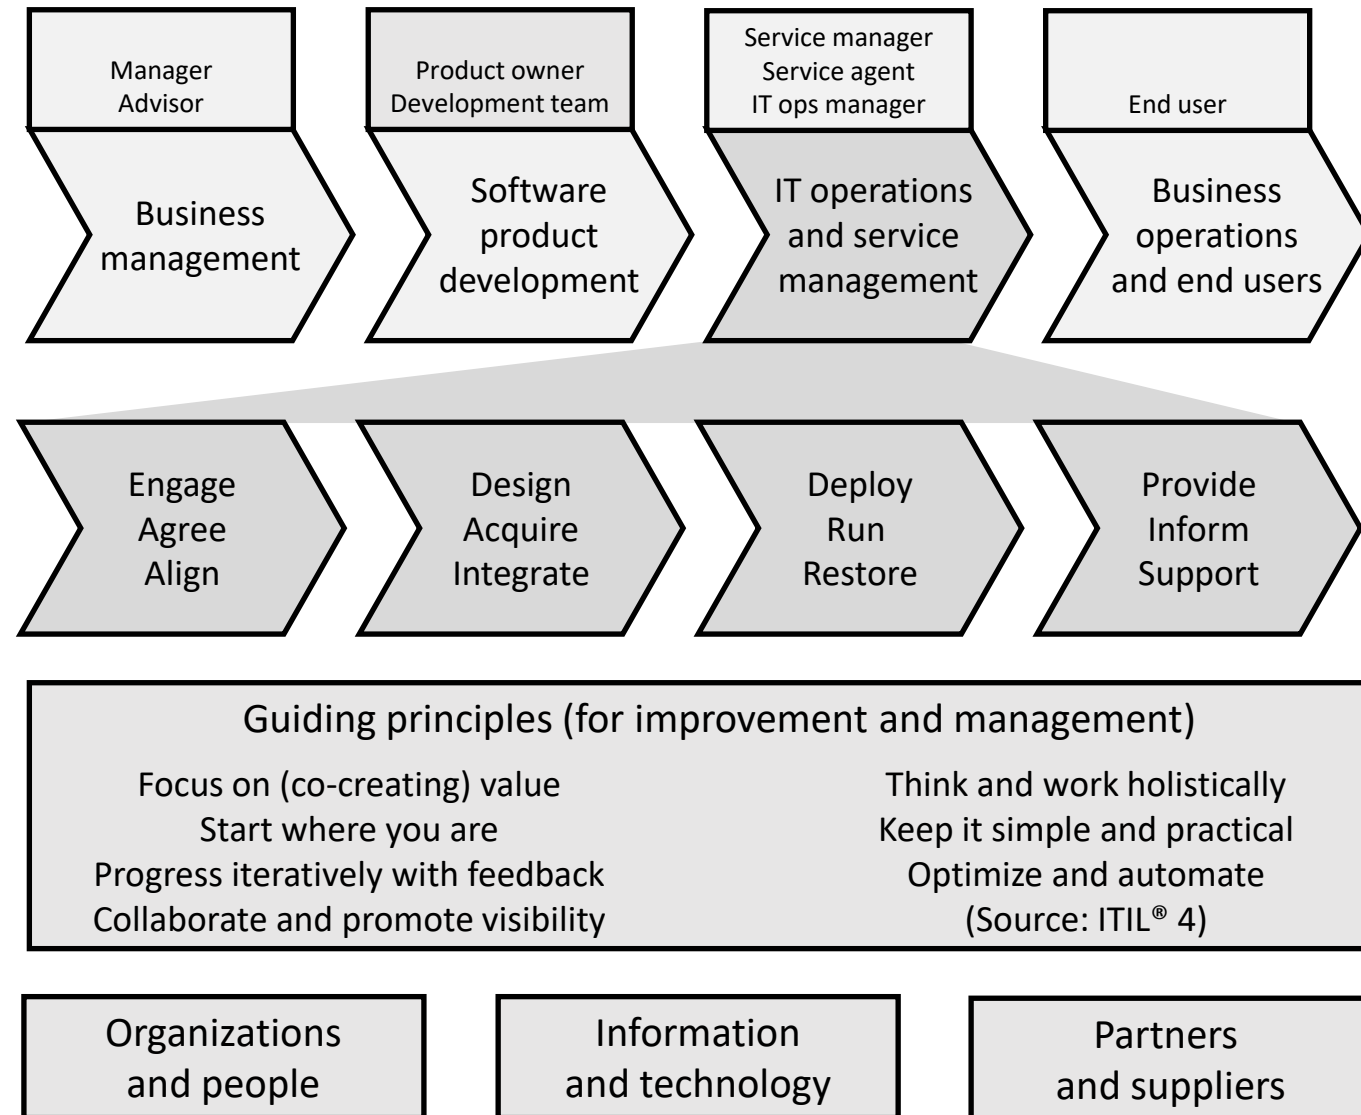 Manager
Advisor
Product owner
Development team
Service manager
Service agent
IT ops manager
End user
Business
management
Software
product
development
IT operations
and service
management
Business
operations
and end users
Engage
Agree
Align
Design
Acquire
Integrate
Deploy
Run
Restore
Provide
Inform
Support
Guiding principles (for improvement and management)
Focus on (co-creating) value
Start where you are
Progress iteratively with feedback
Collaborate and promote visibility
Think and work holistically
Keep it simple and practical
Optimize and automate
(Source: ITIL® 4)
Organizations
and people
Information
and technology
Partners
and suppliers